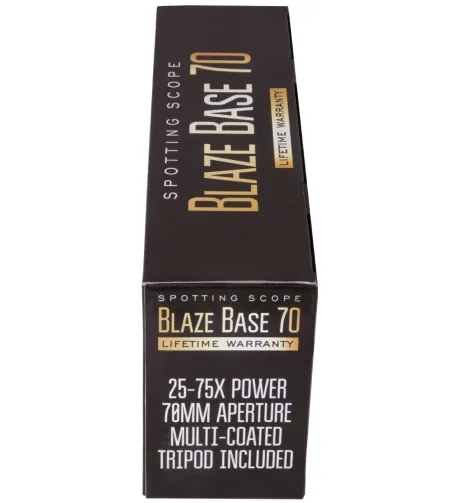 SPOTTING SCOPE
BLAZE BASE 70
LIFETIME WARRANTY
SPOTTING SCOPE
BLAZE BASE 70
LIFETIME WARRANTY
25-75X POWER
70MM APERTURE
MULTI-COATED
TRIPOD INCLUDED